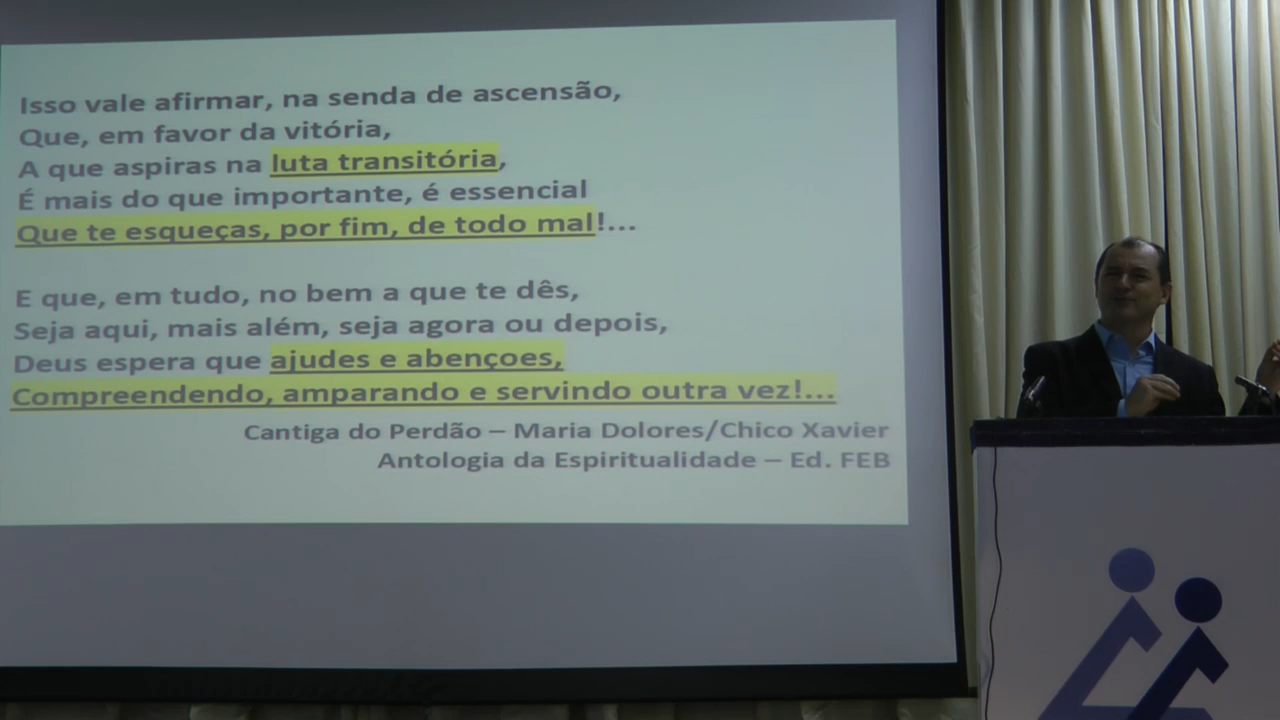 Isso vale afirmar, na senda de ascensão,
Que, em favor da vitória,
A que aspiras na luta transitória,
É mais do que importante, é essencial
Que te esqueças, por fim, de todo mal!...
E que, em tudo, no bem a que te dês,
Seja aqui, mais além, seja agora ou depois,
Deus espera que ajudes e abençoes,
Compreendendo, amparando e servindo outra vez!...
Cantiga do Perdão – Maria Dolores/Chico Xavier
Antologia da Espiritualidade – Ed. FEB